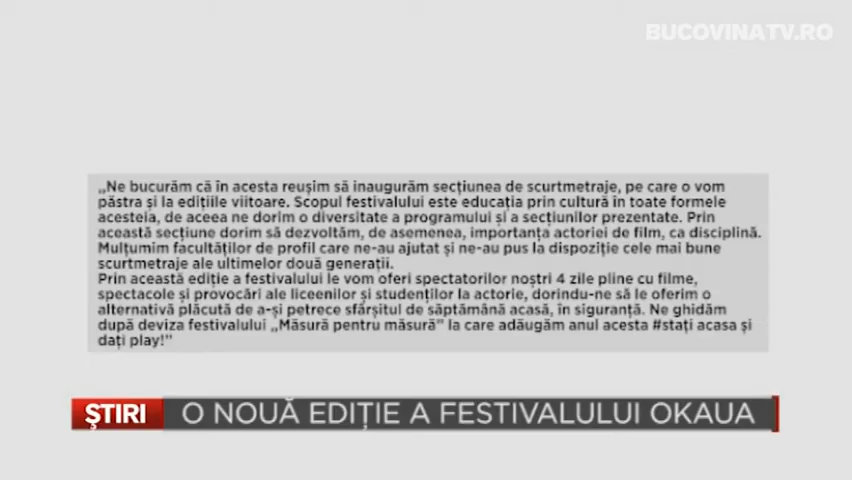 BUCOVINATV.RO
„Ne bucurăm că în acesta reușim să inaugurăm secțiunea de scurtmetraje, pe care o vom
păstra și la edițiile viitoare. Scopul festivalului este educația prin cultură în toate formele
acesteia, de aceea ne dorim o diversitate a programului și a secțiunilor prezentate. Prin
această secțiune dorim să dezvoltăm, de asemenea, importanța actoriei de film, ca disciplină.
Mulțumim facultăților de profil care ne-au ajutat și ne-au pus la dispoziție cele mai bune
scurtmetraje ale ultimelor două generații.
Prin această ediție a festivalului le vom oferi spectatorilor noștri 4 zile pline cu filme,
spectacole și provocări ale liceenilor și studenților la actorie, dorindu-ne să le oferim o
alternativă plăcută de a-și petrece sfârșitul de săptămână acasă, în siguranță. Ne ghidăm
după deviza festivalului „Măsură pentru măsură” la care adăugăm anul acesta #stați acasa și
dați play!”
ŞTIRI O NOUĂ EDIȚIE A FESTIVALULUI OKAUA